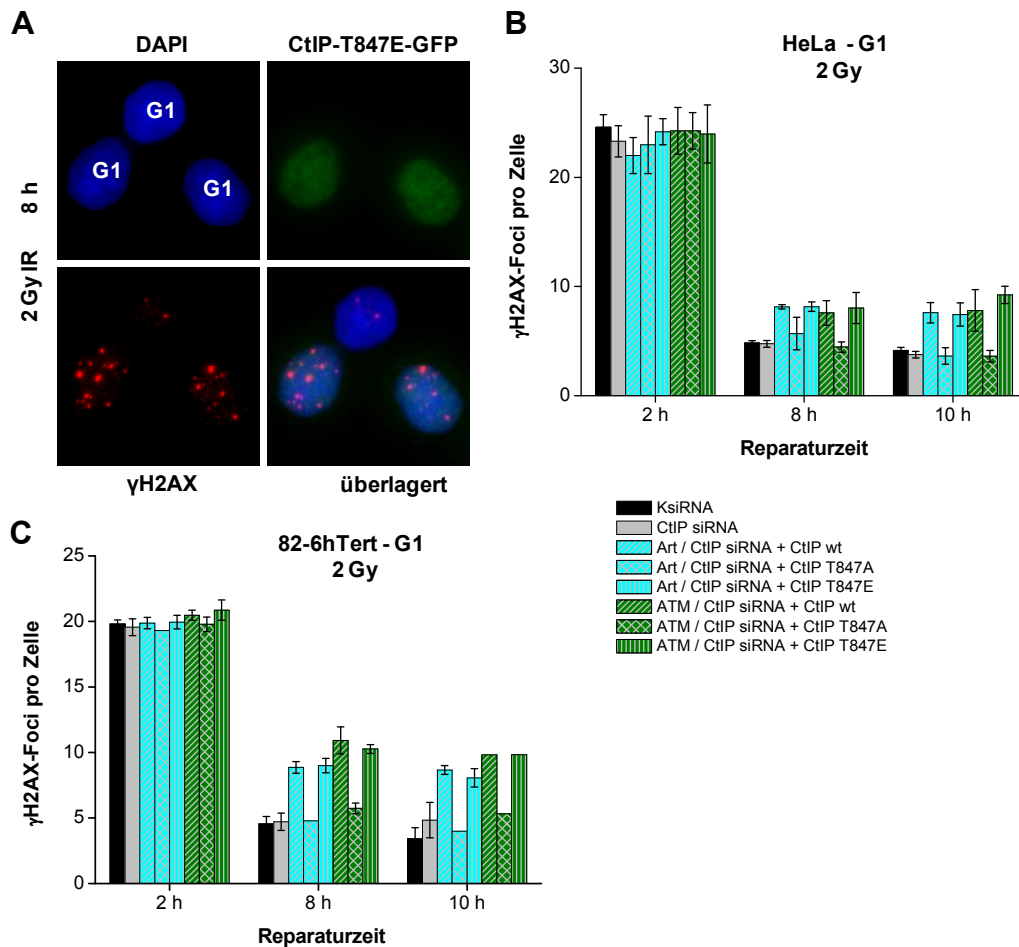 A
DAPI
CtIP-T847E-GFP
G1
G1
G1
2 Gy IR 8 h
γH2AX
überlagert
B
HeLa - G1
2 Gy
γH2AX-Foci pro Zelle
30
20
10
0
2 h
8 h
10 h
Reparaturzeit
KsiRNA
CtIP siRNA
Art / CtIP siRNA + CtIP wt
Art / CtIP siRNA + CtIP T847A
Art / CtIP siRNA + CtIP T847E
ATM / CtIP siRNA + CtIP wt
ATM / CtIP siRNA + CtIP T847A
ATM / CtIP siRNA + CtIP T847E
C
82-6hTert - G1
2 Gy
γH2AX-Foci pro Zelle
25
20
15
10
5
0
2 h
8 h
10 h
Reparaturzeit